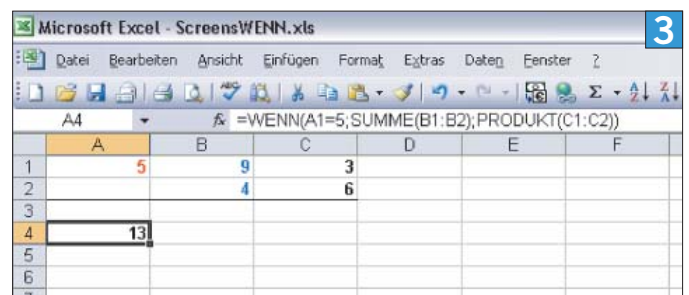 Microsoft Excel - ScreensWENN.xls
3
Datei Bearbeiten Ansicht Einfügen Format Extras Daten Fenster ?
A4 fx =WENN(A1=5;SUMME(B1:B2);PRODUKT(C1:C2))
A B C D E F
1 5 9 3
2 4 6
3
4 13
5
6